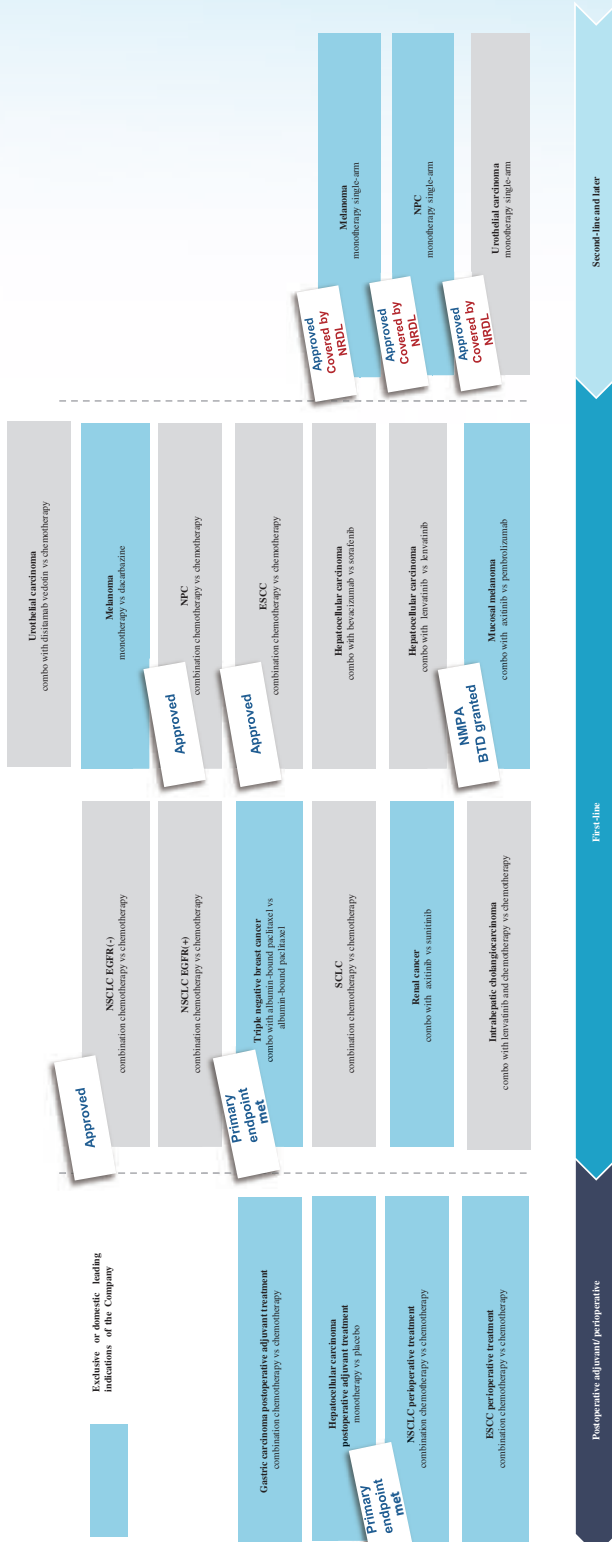 Exclusive or domestic leading
indications of the Company
Gastric carcinoma postoperative adjuvant treatment
combination chemotherapy vs chemotherapy
Hepatocellular carcinoma
postoperative adjuvant treatment
monotherapy vs placebo
NSCLC perioperative treatment
combination chemotherapy vs chemotherapy
Primary
endpoint
met
ESCC perioperative treatment
combination chemotherapy vs chemotherapy
Postoperative adjuvant/ perioperative
NSCLC EGFR(-)
combination chemotherapy vs chemotherapy
Approved
NSCLC EGFR(+)
combination chemotherapy vs chemotherapy
Triple negative breast cancer
combo with albumin-bound paclitaxel vs
albumin-bound paclitaxel
Primary
endpoint
met
SCLC
combination chemotherapy vs chemotherapy
Renal cancer
combo with axitinib vs sunitinib
Intrahepatic cholangiocarcinoma
combo with lenvatinib and chemotherapy vs chemotherapy
Urothelial carcinoma
combo with disitamab vedotin vs chemotherapy
Melanoma
monotherapy vs dacarbazine
NPC
combination chemotherapy vs chemotherapy
Approved
ESCC
combination chemotherapy vs chemotherapy
Approved
Hepatocellular carcinoma
combo with bevacizumab vs sorafenib
Hepatocellular carcinoma
combo with lenvatinib vs lenvatinib
Mucosal melanoma
combo with axitinib vs pembrolizumab
NMPA
BTD granted
First-line
Melanoma
monotherapy single-arm
Approved
Covered by
NRDL
NPC
monotherapy single-arm
Approved
Covered by
NRDL
Urothelial carcinoma
monotherapy single-arm
Approved
Covered by
NRDL
Second-line and later